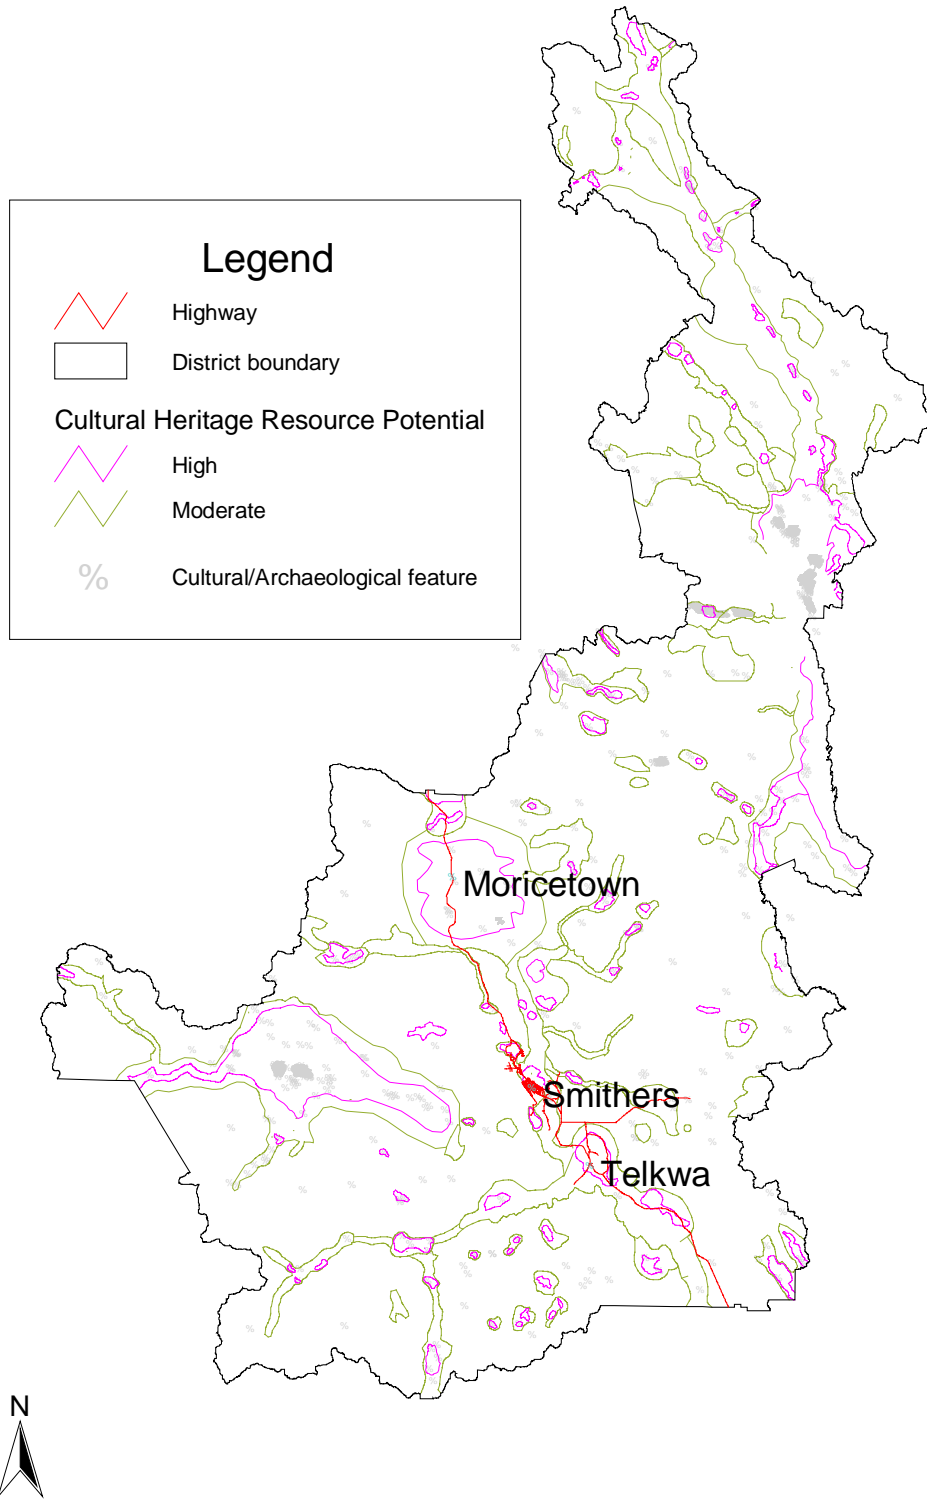 Legend
Highway
District boundary
Cultural Heritage Resource Potential
High
Moderate
% Cultural/Archaeological feature
Moricetown
Smithers
Telkwa
N